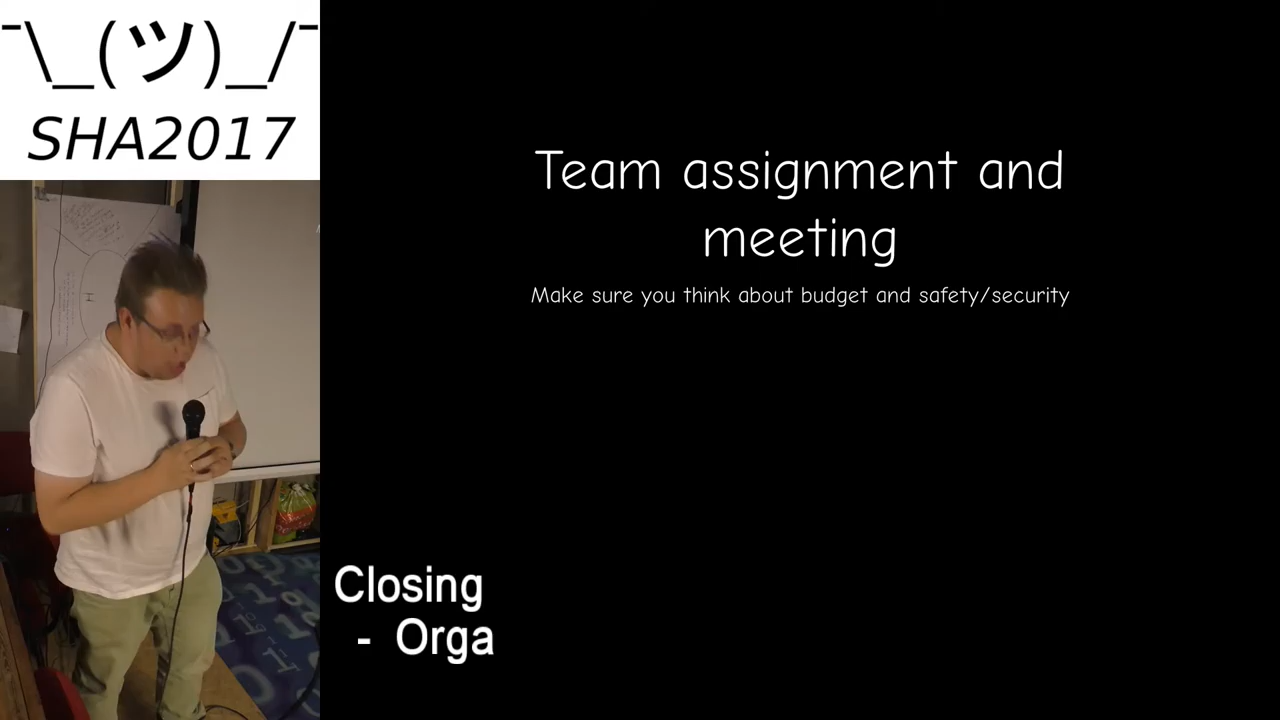 ¯\_(ツ)_/¯
SHA2017
Team assignment and
meeting
Make sure you think about budget and safety/security
Closing
- Orga